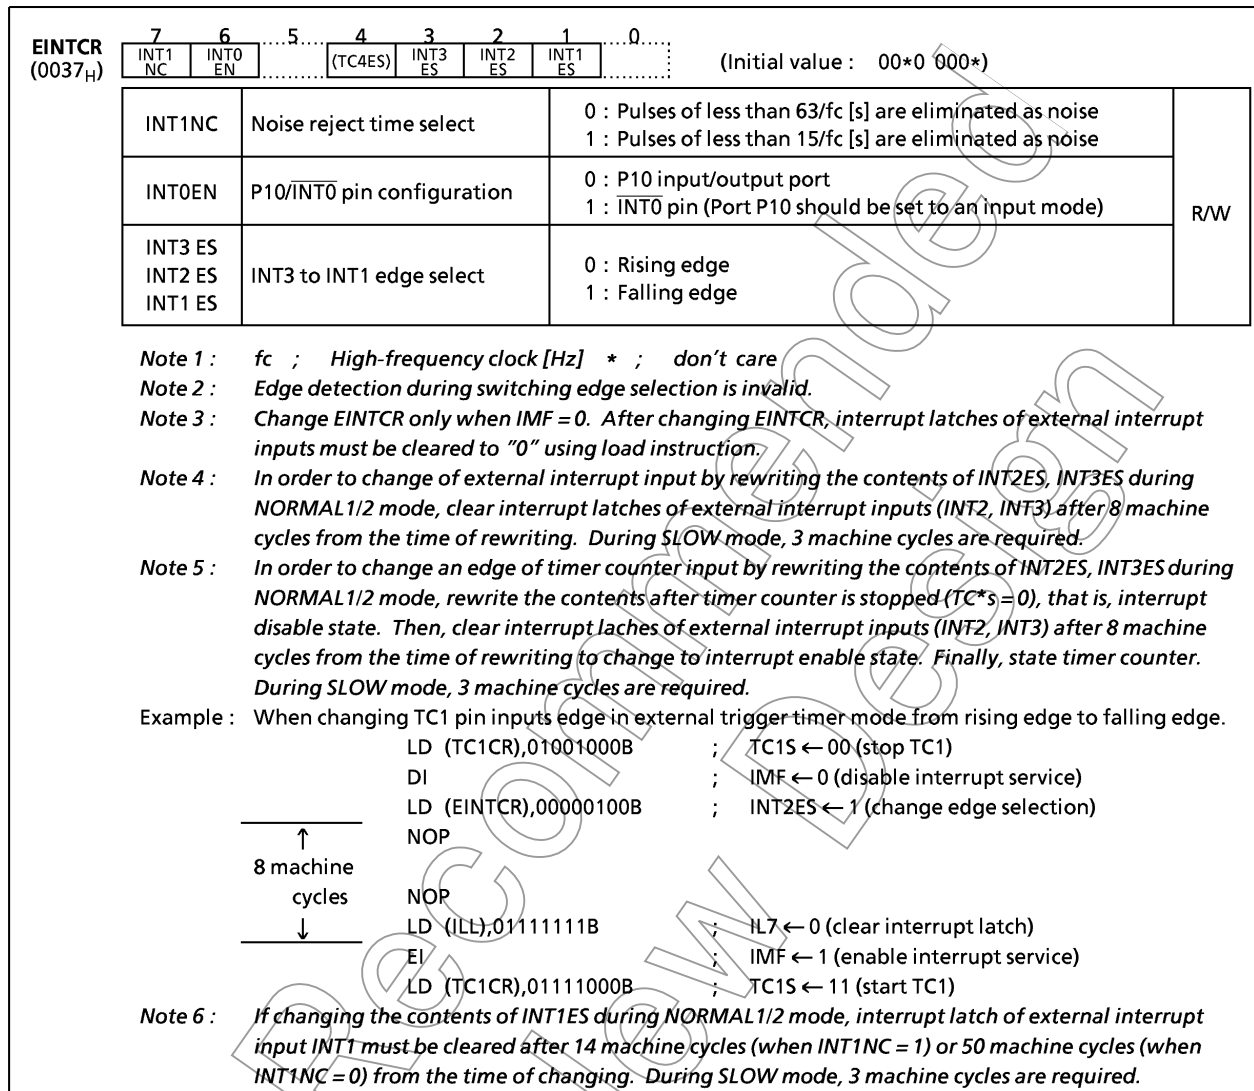 7 6 5 4 3 2 1 0
EINTCR (0037H) INT1 NC INT0 EN (TC4ES) INT3 ES INT2 ES INT1 ES (Initial value : 00*0 000*)
INT1NC Noise reject time select 0 : Pulses of less than 63/fc [s] are eliminated as noise
1 : Pulses of less than 15/fc [s] are eliminated as noise
INT0EN P10/INT0 pin configuration 0 : P10 input/output port
1 : INT0 pin (Port P10 should be set to an input mode)
R/W
INT3 ES
INT2 ES INT3 to INT1 edge select 0 : Rising edge
INT1 ES 1 : Falling edge
Note 1 : fc ; High-frequency clock [Hz] * ; don't care
Note 2 : Edge detection during switching edge selection is invalid.
Note 3 : Change EINTCR only when IMF = 0. After changing EINTCR, interrupt latches of external interrupt
inputs must be cleared to "0" using load instruction.
Note 4 : In order to change of external interrupt input by rewriting the contents of INT2ES, INT3ES during
NORMAL1/2 mode, clear interrupt latches of external interrupt inputs (INT2, INT3) after 8 machine
cycles from the time of rewriting. During SLOW mode, 3 machine cycles are required.
Note 5 : In order to change an edge of timer counter input by rewriting the contents of INT2ES, INT3ES during
NORMAL1/2 mode, rewrite the contents after timer counter is stopped (TC*s = 0), that is, interrupt
disable state. Then, clear interrupt laches of external interrupt inputs (INT2, INT3) after 8 machine
cycles from the time of rewriting to change to interrupt enable state. Finally, state timer counter.
During SLOW mode, 3 machine cycles are required.
Example : When changing TC1 pin inputs edge in external trigger timer mode from rising edge to falling edge.
LD (TC1CR),01001000B ; TC1S ← 00 (stop TC1)
DI ; IMF ← 0 (disable interrupt service)
LD (EINTCR),00000100B ; INT2ES ← 1 (change edge selection)
↑ NOP
8 machine
cycles NOP
↓ LD (ILL),01111111B ; IL7 ← 0 (clear interrupt latch)
EI ; IMF ← 1 (enable interrupt service)
LD (TC1CR),01111000B ; TC1S ← 11 (start TC1)
Note 6 : If changing the contents of INT1ES during NORMAL1/2 mode, interrupt latch of external interrupt
input INT1 must be cleared after 14 machine cycles (when INT1NC = 1) or 50 machine cycles (when
INT1NC = 0) from the time of changing. During SLOW mode, 3 machine cycles are required.
Recommended
New Design